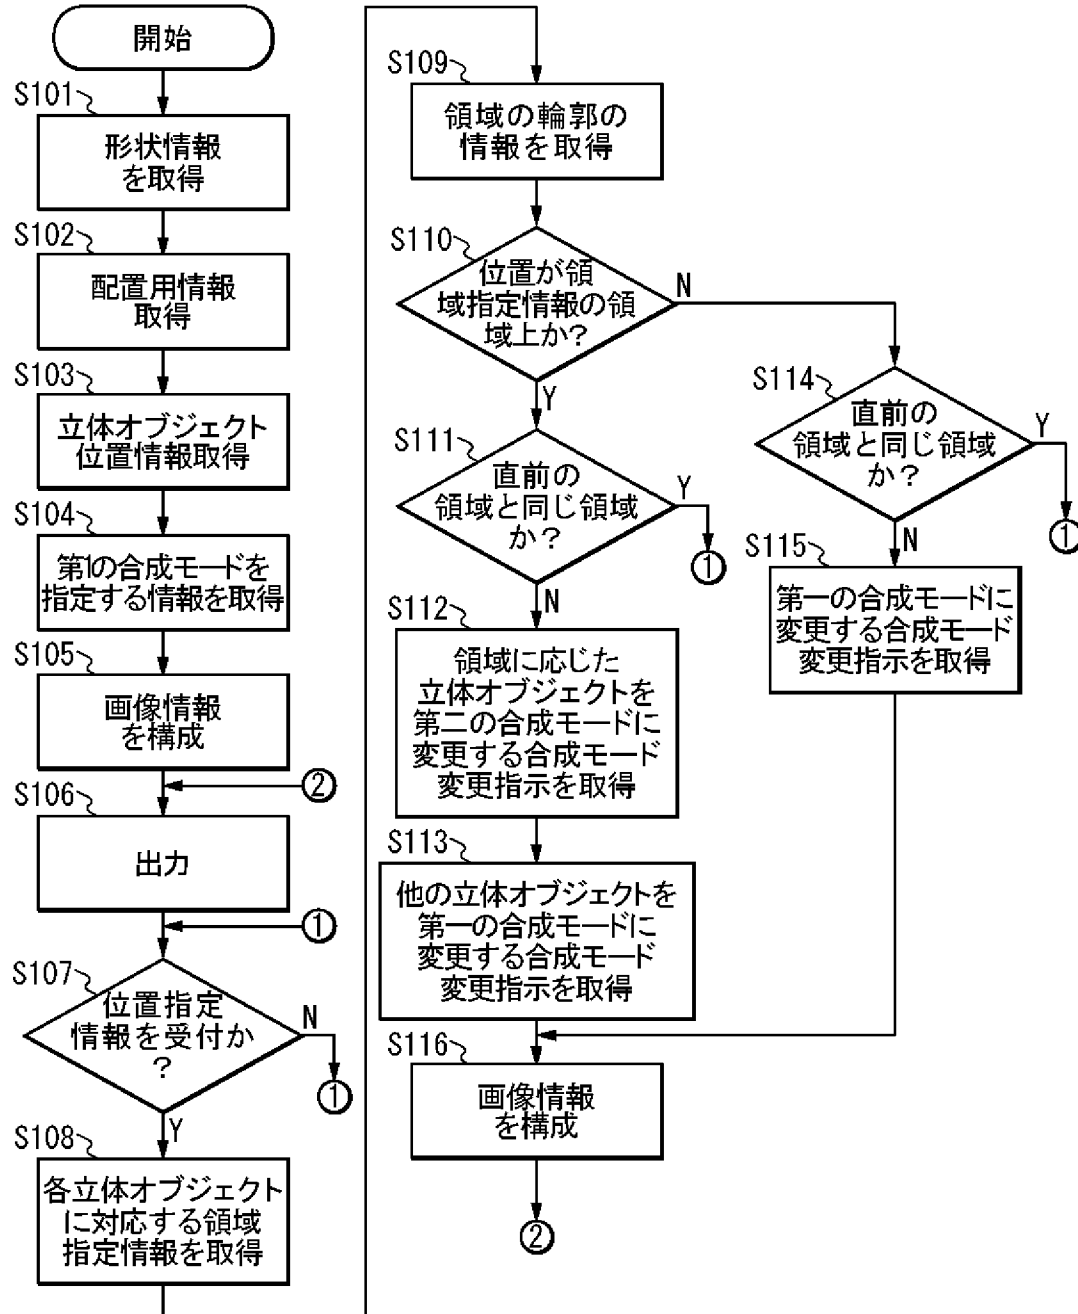 開始
S101
形状情報
を取得
S102
配置用情報
取得
S103
立体オブジェクト
位置情報取得
S104
第1の合成モードを
指定する情報を取得
S105
画像情報
を構成
②
S106
出力
①
S107
位置指定
情報を受付か
?
N
①
Y
S108
各立体オブジェクト
に対応する領域
指定情報を取得
S109
領域の輪郭の
情報を取得
S110
位置が領
域指定情報の領
域上か?
N
Y
S111
直前の
領域と同じ領域
か?
Y
①
N
S112
領域に応じた
立体オブジェクトを
第二の合成モードに
変更する合成モード
変更指示を取得
S113
他の立体オブジェクトを
第一の合成モードに
変更する合成モード
変更指示を取得
S114
直前の
領域と同じ領域
か?
Y
①
N
S115
第一の合成モードに
変更する合成モード
変更指示を取得
S116
画像情報
を構成
②